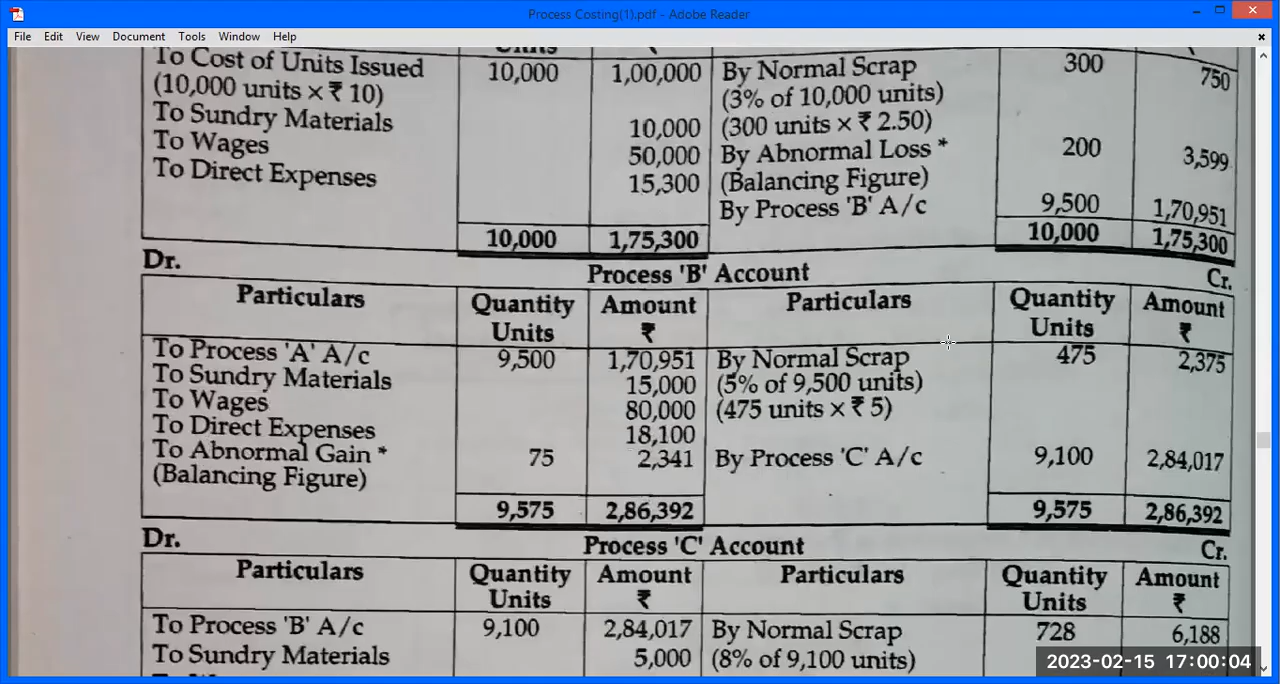 Process Costing(1).pdf - Adobe Reader
File Edit View Document Tools Window Help
Units ₹ ₹
To Cost of Units Issued 10,000 1,00,000 By Normal Scrap 300 750
(10,000 units × ₹ 10) (3% of 10,000 units)
To Sundry Materials 10,000 (300 units × ₹ 2.50)
To Wages 50,000 By Abnormal Loss * 200 3,599
To Direct Expenses 15,300 (Balancing Figure)
By Process 'B' A/c 9,500 1,70,951
10,000 1,75,300 10,000 1,75,300
Dr. Process 'B' Account Cr.
Particulars Quantity Amount Particulars Quantity Amount
Units ₹ Units ₹
To Process 'A' A/c 9,500 1,70,951 By Normal Scrap 475 2,375
To Sundry Materials 15,000 (5% of 9,500 units)
To Wages 80,000 (475 units × ₹ 5)
To Direct Expenses 18,100
To Abnormal Gain * 75 2,341 By Process 'C' A/c 9,100 2,84,017
(Balancing Figure)
9,575 2,86,392 9,575 2,86,392
Dr. Process 'C' Account Cr.
Particulars Quantity Amount Particulars Quantity Amount
Units ₹ Units ₹
To Process 'B' A/c 9,100 2,84,017 By Normal Scrap 728 6,188
To Sundry Materials 5,000 (8% of 9,100 units)
2023-02-15 17:00:04